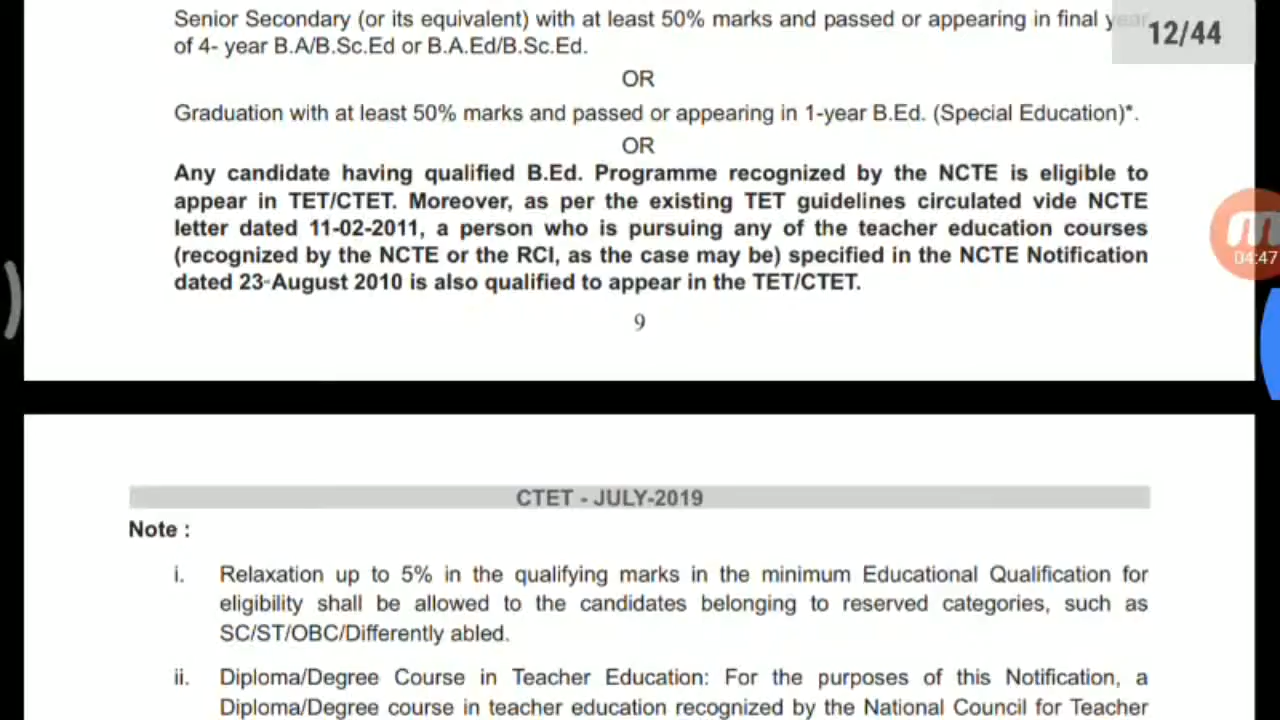 Senior Secondary (or its equivalent) with at least 50% marks and passed or appearing in final year
12/44
of 4- year B.A/B.Sc.Ed or B.A.Ed/B.Sc.Ed.
OR
Graduation with at least 50% marks and passed or appearing in 1-year B.Ed. (Special Education)*.
OR
Any candidate having qualified B.Ed. Programme recognized by the NCTE is eligible to
appear in TET/CTET. Moreover, as per the existing TET guidelines circulated vide NCTE
letter dated 11-02-2011, a person who is pursuing any of the teacher education courses
(recognized by the NCTE or the RCI, as the case may be) specified in the NCTE Notification
04:47
dated 23-August 2010 is also qualified to appear in the TET/CTET.
9
CTET - JULY-2019
Note :
i. Relaxation up to 5% in the qualifying marks in the minimum Educational Qualification for
eligibility shall be allowed to the candidates belonging to reserved categories, such as
SC/ST/OBC/Differently abled.
ii. Diploma/Degree Course in Teacher Education: For the purposes of this Notification, a
Diploma/Degree course in teacher education recognized by the National Council for Teacher